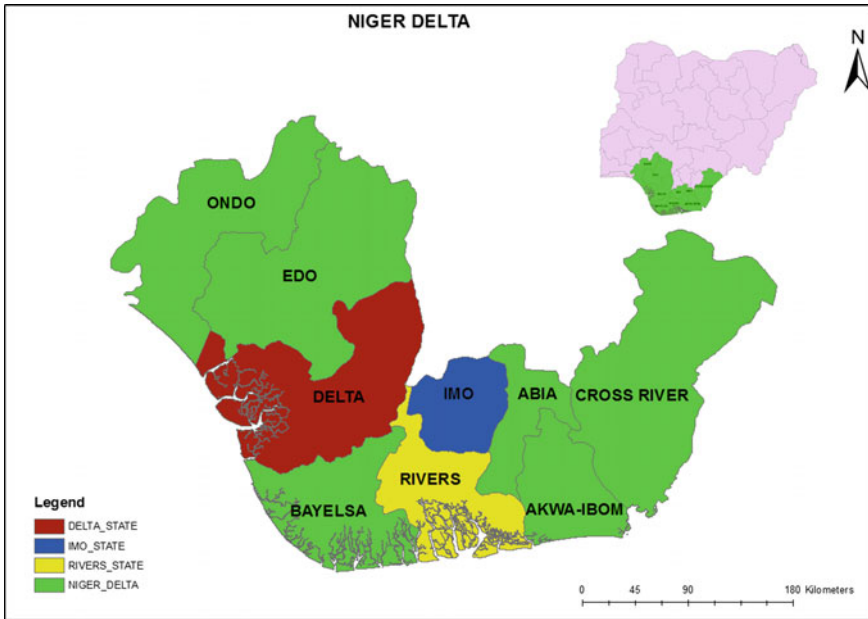 NIGER DELTA
N
ONDO
EDO
DELTA
IMO
ABIA
CROSS RIVER
RIVERS
BAYELSA
AKWA-IBOM
Legend
DELTA_STATE
IMO_STATE
RIVERS_STATE
NIGER_DELTA
0 45 90 180 Kilometers